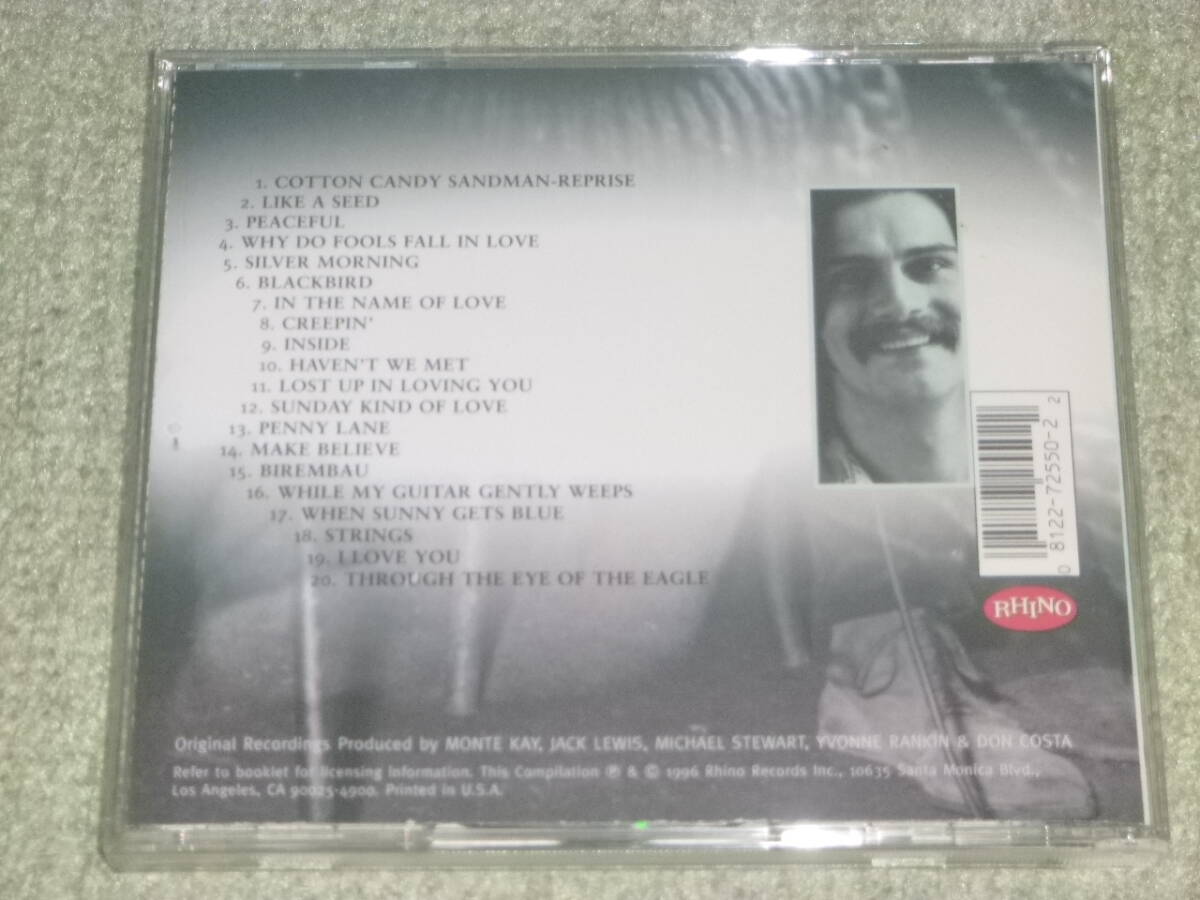 1. COTTON CANDY SANDMAN-REPRISE
2. LIKE A SEED
3. PEACEFUL
4. WHY DO FOOLS FALL IN LOVE
5. SILVER MORNING
6. BLACKBIRD
7. IN THE NAME OF LOVE
8. CREEPIN'
9. INSIDE
10. HAVEN'T WE MET
11. LOST UP IN LOVING YOU
12. SUNDAY KIND OF LOVE
13. PENNY LANE
14. MAKE BELIEVE
15. BIREMBAU
16. WHILE MY GUITAR GENTLY WEEPS
17. WHEN SUNNY GETS BLUE
18. STRINGS
19. I LOVE YOU
20. THROUGH THE EYE OF THE EAGLE
0 8122-72550-2 2
RHINO
Original Recordings Produced by MONTE KAY, JACK LEWIS, MICHAEL STEWART, YVONNE RANKIN & DON COSTA
Refer to booklet for licensing information. This Compilation ℗ & © 1996 Rhino Records Inc., 10635 Santa Monica Blvd.,
Los Angeles, CA 90025-4900. Printed in U.S.A.